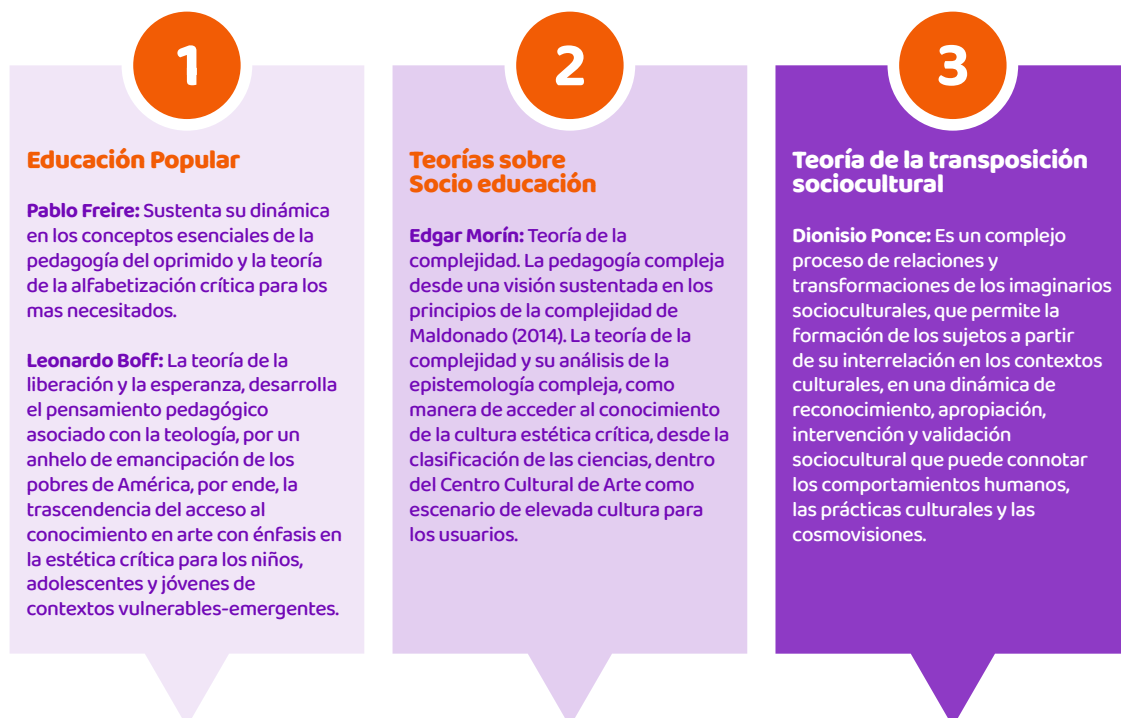 1
Educación Popular
Pablo Freire: Sustenta su dinámica
en los conceptos esenciales de la
pedagogía del oprimido y la teoría
de la alfabetización crítica para los
mas necesitados.
Leonardo Boff: La teoría de la
liberación y la esperanza, desarrolla
el pensamiento pedagógico
asociado con la teología, por un
anhelo de emancipación de los
pobres de América, por ende, la
trascendencia del acceso al
conocimiento en arte con énfasis en
la estética crítica para los niños,
adolescentes y jóvenes de
contextos vulnerables-emergentes.
2
Teorías sobre
Socio educación
Edgar Morín: Teoría de la
complejidad. La pedagogía compleja
desde una visión sustentada en los
principios de la complejidad de
Maldonado (2014). La teoría de la
complejidad y su análisis de la
epistemología compleja, como
manera de acceder al conocimiento
de la cultura estética crítica, desde la
clasificación de las ciencias, dentro
del Centro Cultural de Arte como
escenario de elevada cultura para
los usuarios.
3
Teoría de la transposición
sociocultural
Dionisio Ponce: Es un complejo
proceso de relaciones y
transformaciones de los imaginarios
socioculturales, que permite la
formación de los sujetos a partir
de su interrelación en los contextos
culturales, en una dinámica de
reconocimiento, apropiación,
intervención y validación
sociocultural que puede connotar
los comportamientos humanos,
las prácticas culturales y las
cosmovisiones.